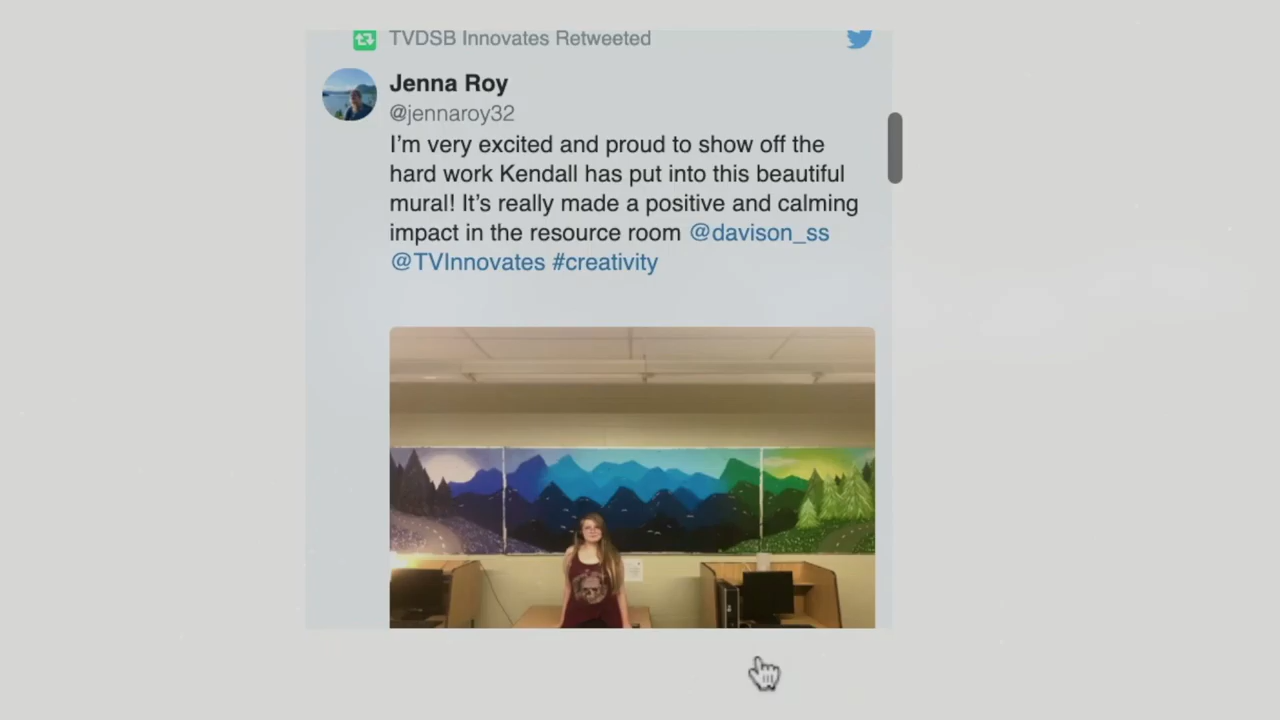 TVDSB Innovates Retweeted
Jenna Roy
@jennaroy32
I’m very excited and proud to show off the
hard work Kendall has put into this beautiful
mural! It’s really made a positive and calming
impact in the resource room @davison_ss
@TVInnovates #creativity